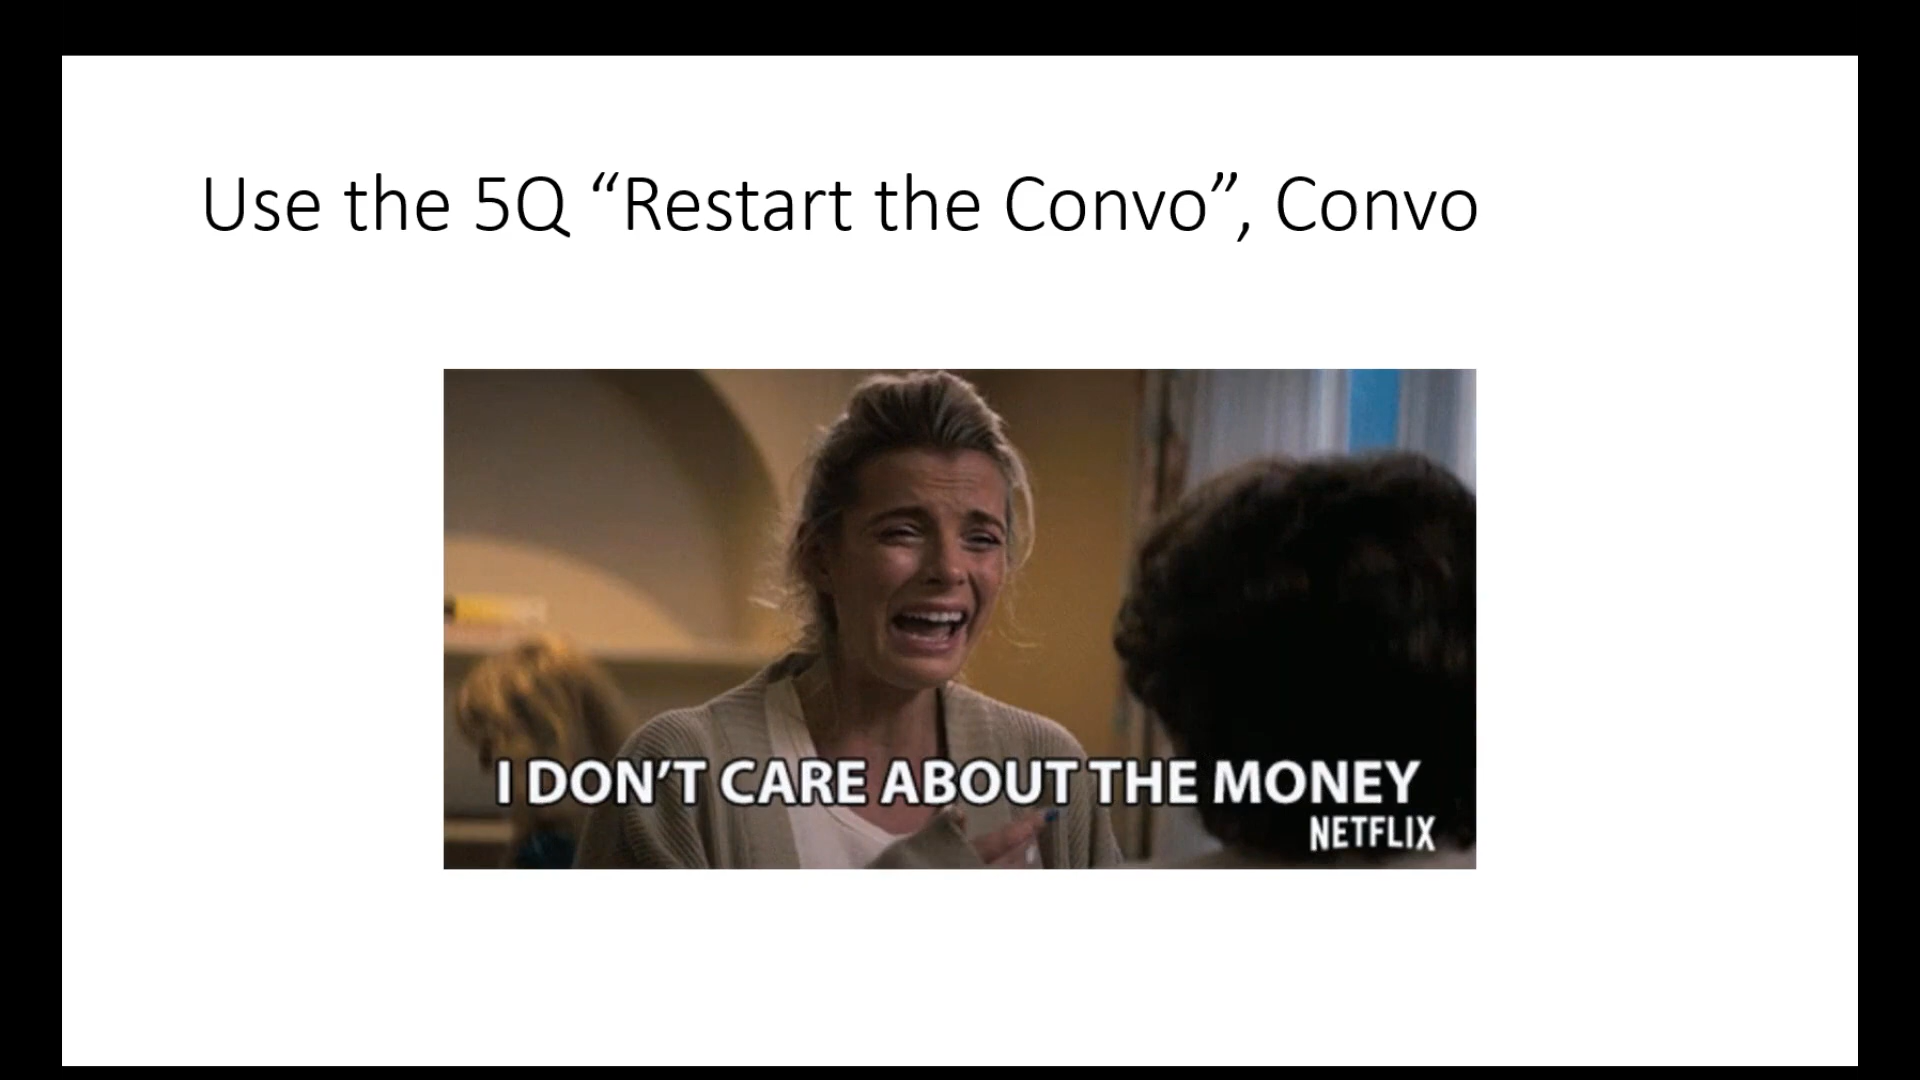 Use the 5Q “Restart the Convo”, Convo
I DON’T CARE ABOUT THE MONEY
NETFLIX